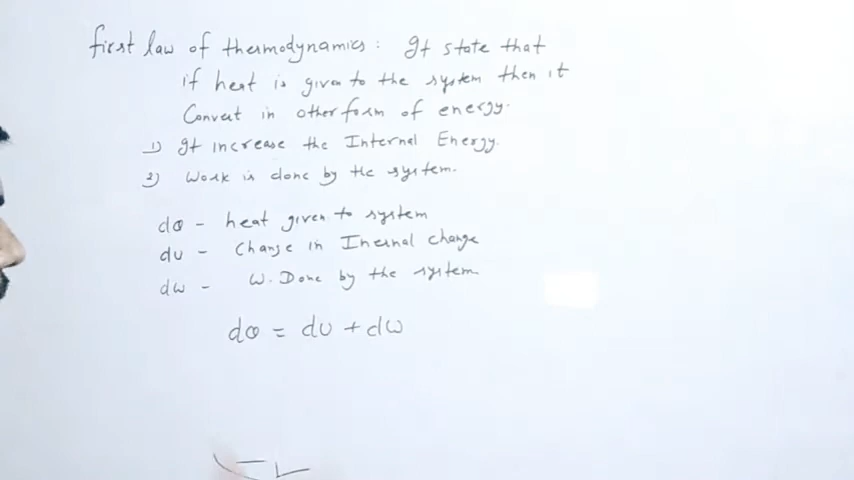 first law of thermodynamics: It state that
if heat is given to the system then it
Convert in other form of energy.
1) It increase the Internal Energy.
2) Work is done by the system.
dQ - heat given to system
dU - Change in Inernal change
dW - W. Done by the system
dQ = dU + dW